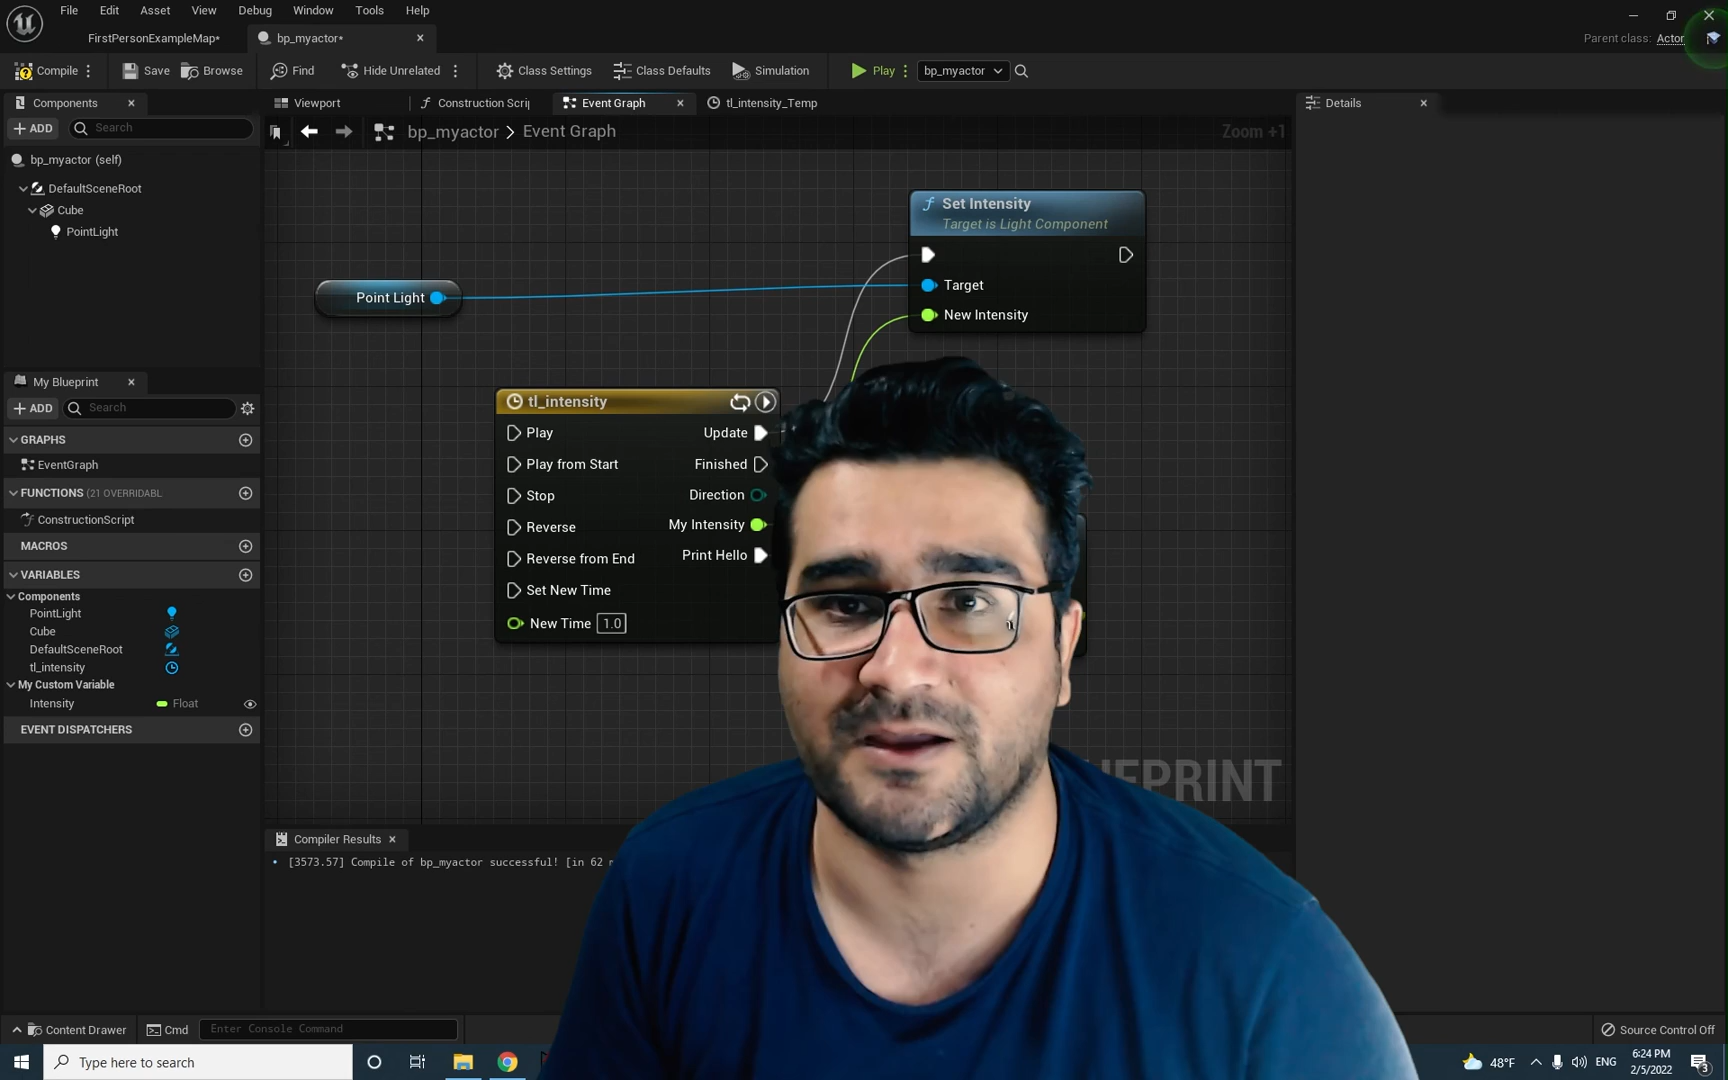 File Edit Asset View Debug Window Tools Help
FirstPersonExampleMap* bp_myactor*
Parent class: Actor
Compile Save Browse Find Hide Unrelated Class Settings Class Defaults Simulation Play bp_myactor
Components Viewport Construction Scrip Event Graph tl_intensity_Temp Details
ADD Search
bp_myactor > Event Graph Zoom +1
bp_myactor (self)
DefaultSceneRoot
Cube
PointLight
Set Intensity
Target is Light Component
Target
New Intensity
Point Light
My Blueprint
ADD Search
GRAPHS
EventGraph
FUNCTIONS (21 OVERRIDABL
ConstructionScript
MACROS
VARIABLES
Components
PointLight
Cube
DefaultSceneRoot
tl_intensity
My Custom Variable
Intensity Float
EVENT DISPATCHERS
tl_intensity
Play Update
Play from Start Finished
Stop Direction
Reverse My Intensity
Reverse from End Print Hello
Set New Time
New Time 1.0
Compiler Results
[3573.57] Compile of bp_myactor successful! [in 62
Content Drawer Cmd Enter Console Command Source Control Off
Type here to search
48°F ENG 6:24 PM
2/5/2022
3